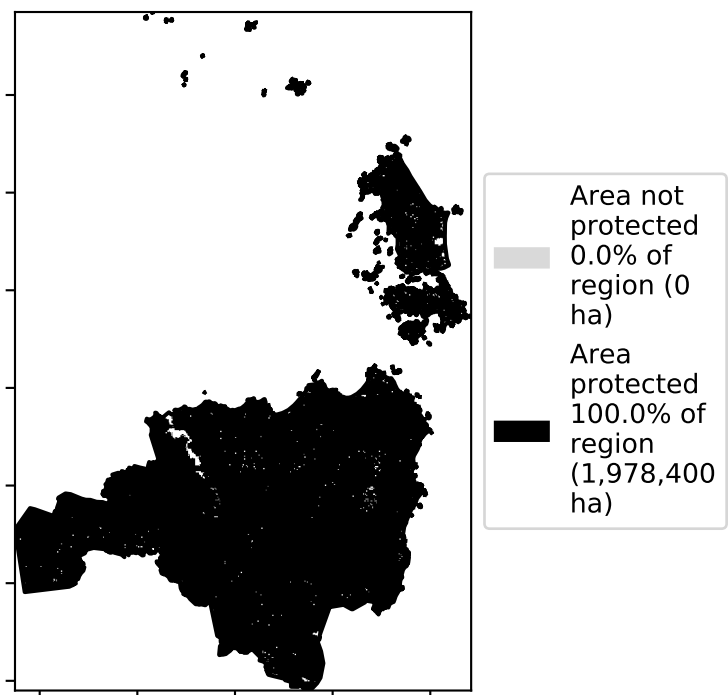 Area not
protected
0.0% of
region (0
ha)
Area
protected
100.0% of
region
(1,978,400
ha)